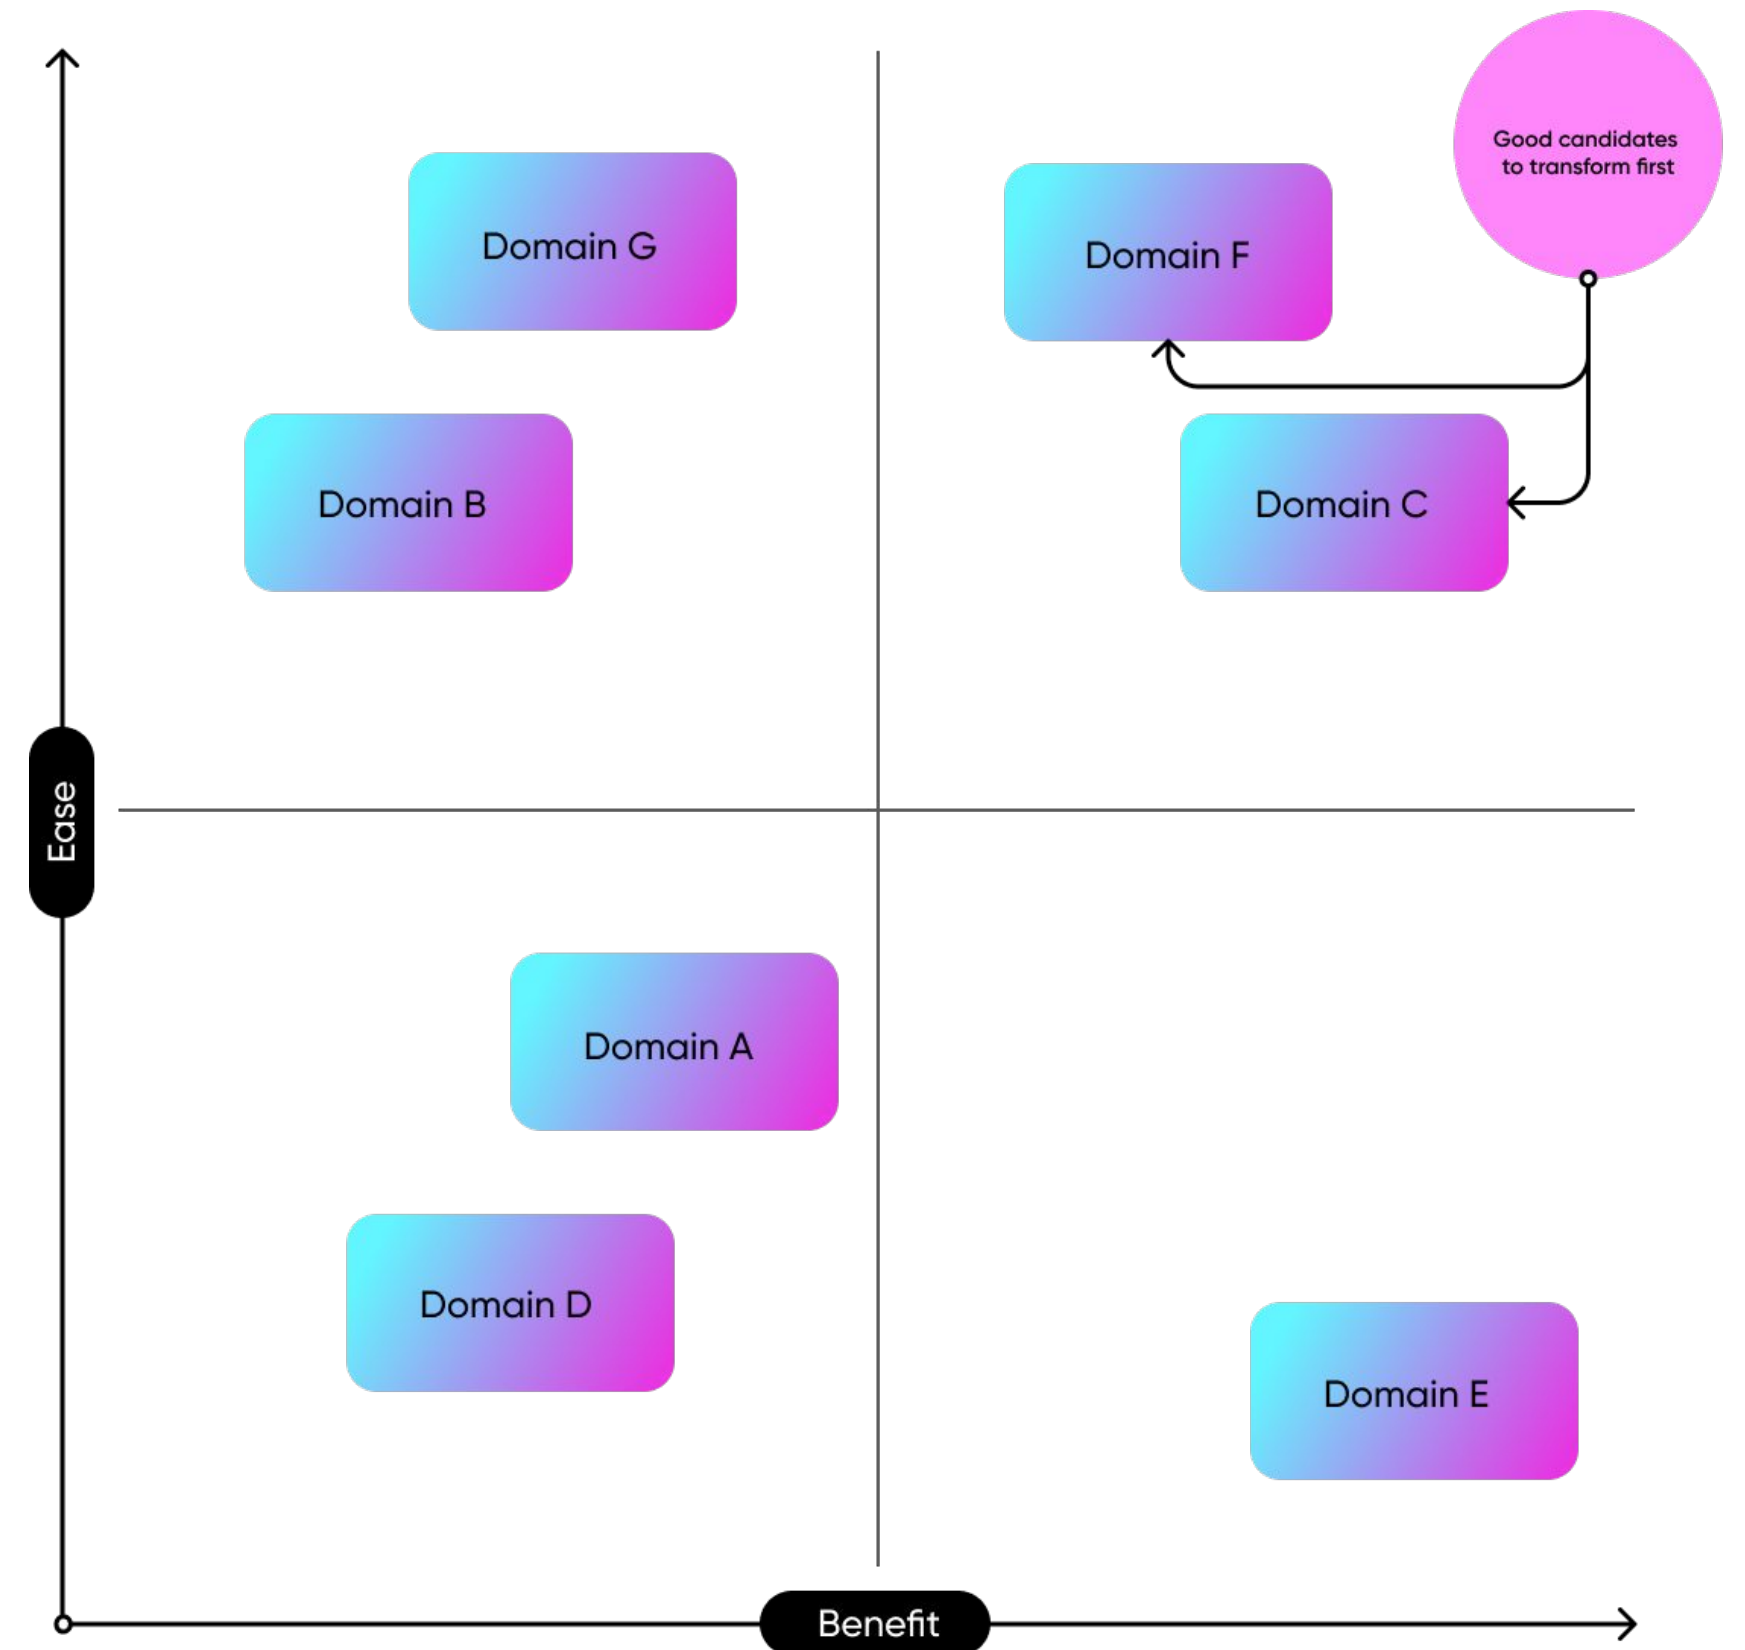 Good candidates
to transform first
Domain G
Domain F
Domain B
Domain C
Ease
Domain A
Domain D
Domain E
Benefit